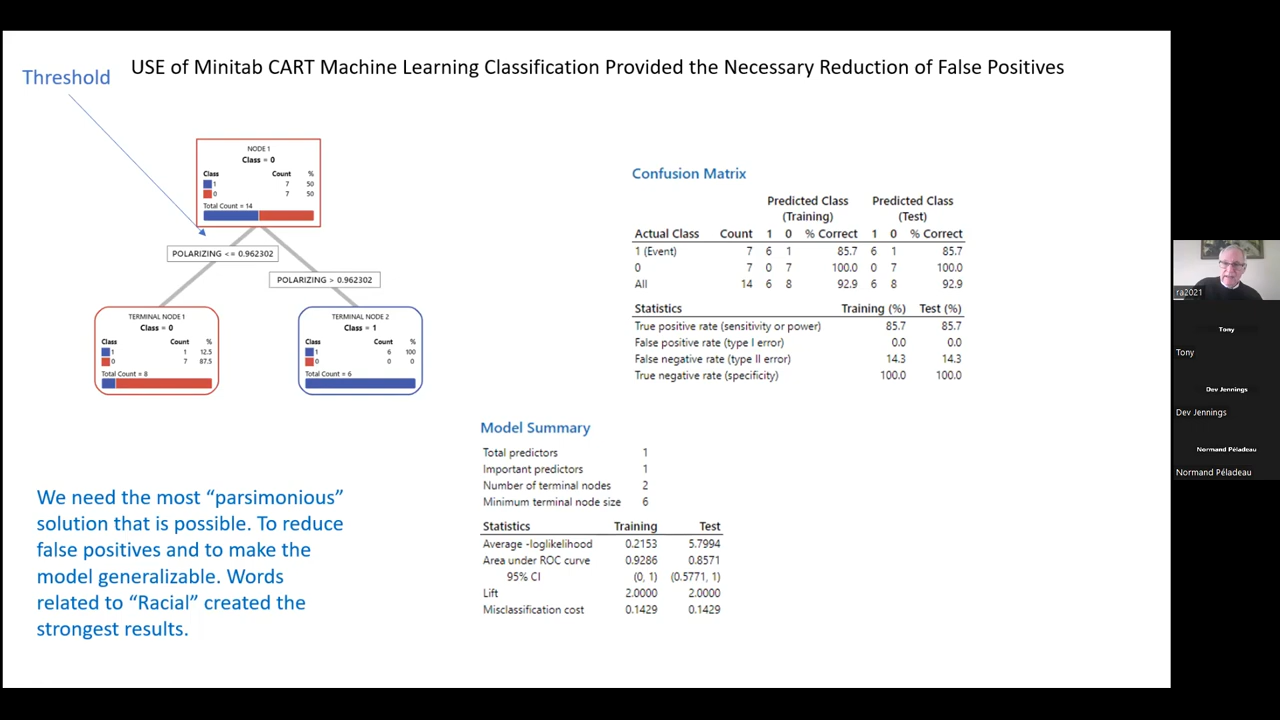 USE of Minitab CART Machine Learning Classification Provided the Necessary Reduction of False Positives
Threshold
NODE 1
Class = 0
Class Count %
1 7 50
0 7 50
Total Count = 14
POLARIZING <= 0.962302
POLARIZING > 0.962302
TERMINAL NODE 1
Class = 0
Class Count %
1 1 12.5
0 7 87.5
Total Count = 8
TERMINAL NODE 2
Class = 1
Class Count %
1 6 100
0 0 0
Total Count = 6
We need the most “parsimonious”
solution that is possible. To reduce
false positives and to make the
model generalizable. Words
related to “Racial” created the
strongest results.
Confusion Matrix
Predicted Class
(Training)
Predicted Class
(Test)
Actual Class Count 1 0 % Correct 1 0 % Correct
1 (Event) 7 6 1 85.7 6 1 85.7
0 7 0 7 100.0 0 7 100.0
All 14 6 8 92.9 6 8 92.9
Statistics Training (%) Test (%)
True positive rate (sensitivity or power) 85.7 85.7
False positive rate (type I error) 0.0 0.0
False negative rate (type II error) 14.3 14.3
True negative rate (specificity) 100.0 100.0
Model Summary
Total predictors 1
Important predictors 1
Number of terminal nodes 2
Minimum terminal node size 6
Statistics Training Test
Average -loglikelihood 0.2153 5.7994
Area under ROC curve 0.9286 0.8571
95% CI (0, 1) (0.5771, 1)
Lift 2.0000 2.0000
Misclassification cost 0.1429 0.1429
ra2021
Tony
Tony
Dev Jennings
Dev Jennings
Normand Péladeau
Normand Péladeau